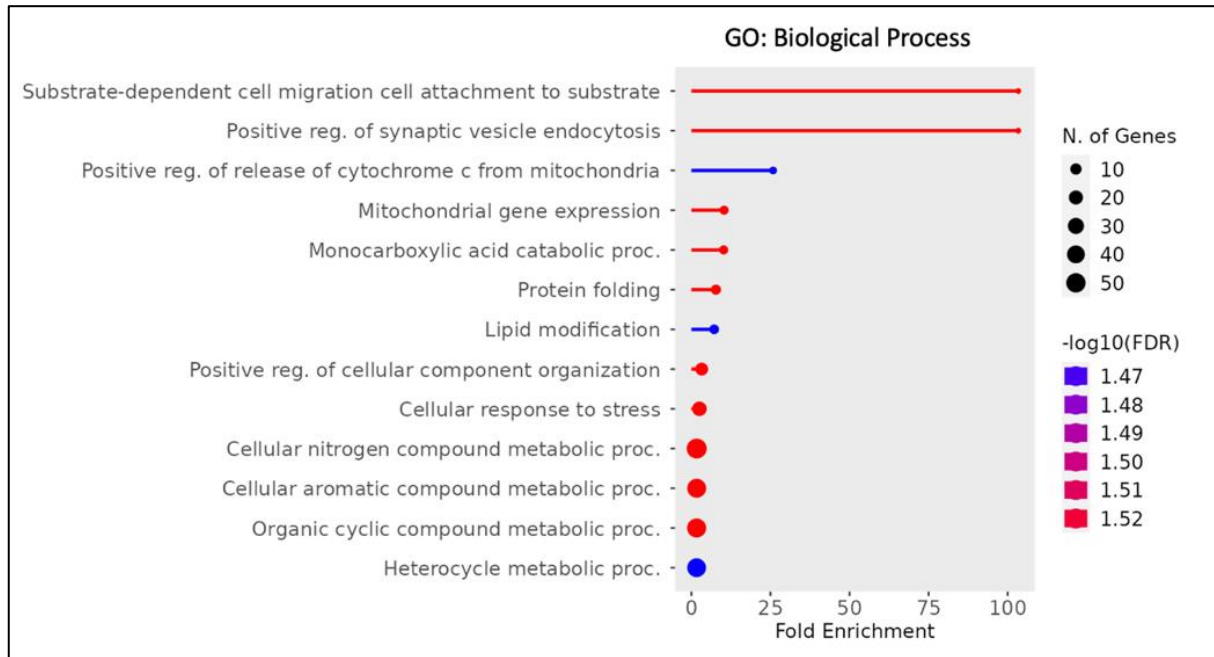 GO: Biological Process
Substrate-dependent cell migration cell attachment to substrate
Positive reg. of synaptic vesicle endocytosis
Positive reg. of release of cytochrome c from mitochondria
Mitochondrial gene expression
Monocarboxylic acid catabolic proc.
Protein folding
Lipid modification
Positive reg. of cellular component organization
Cellular response to stress
Cellular nitrogen compound metabolic proc.
Cellular aromatic compound metabolic proc.
Organic cyclic compound metabolic proc.
Heterocycle metabolic proc.
0 25 50 75 100
Fold Enrichment
N. of Genes
10
20
30
40
50
-log10(FDR)
1.47
1.48
1.49
1.50
1.51
1.52